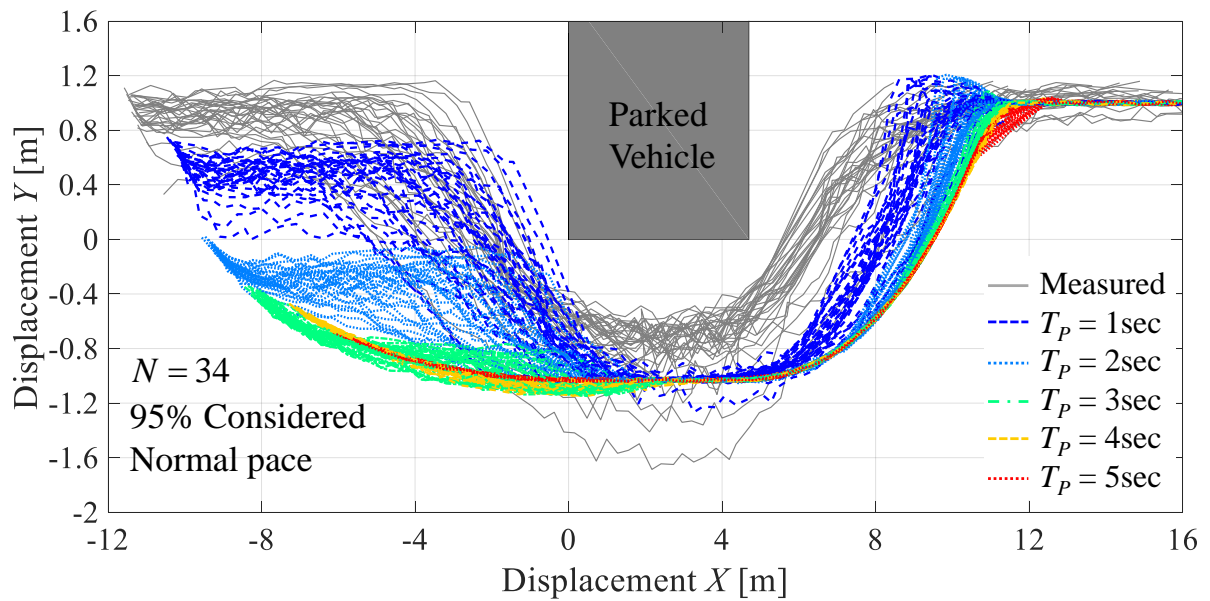 1.6
1.2
0.8
0.4
0
-0.4
-0.8
-1.2
-1.6
-2
Displacement Y [m]
Parked
Vehicle
N = 34
95% Considered
Normal pace
Measured
T_P = 1sec
T_P = 2sec
T_P = 3sec
T_P = 4sec
T_P = 5sec
-12 -8 -4 0 4 8 12 16
Displacement X [m]